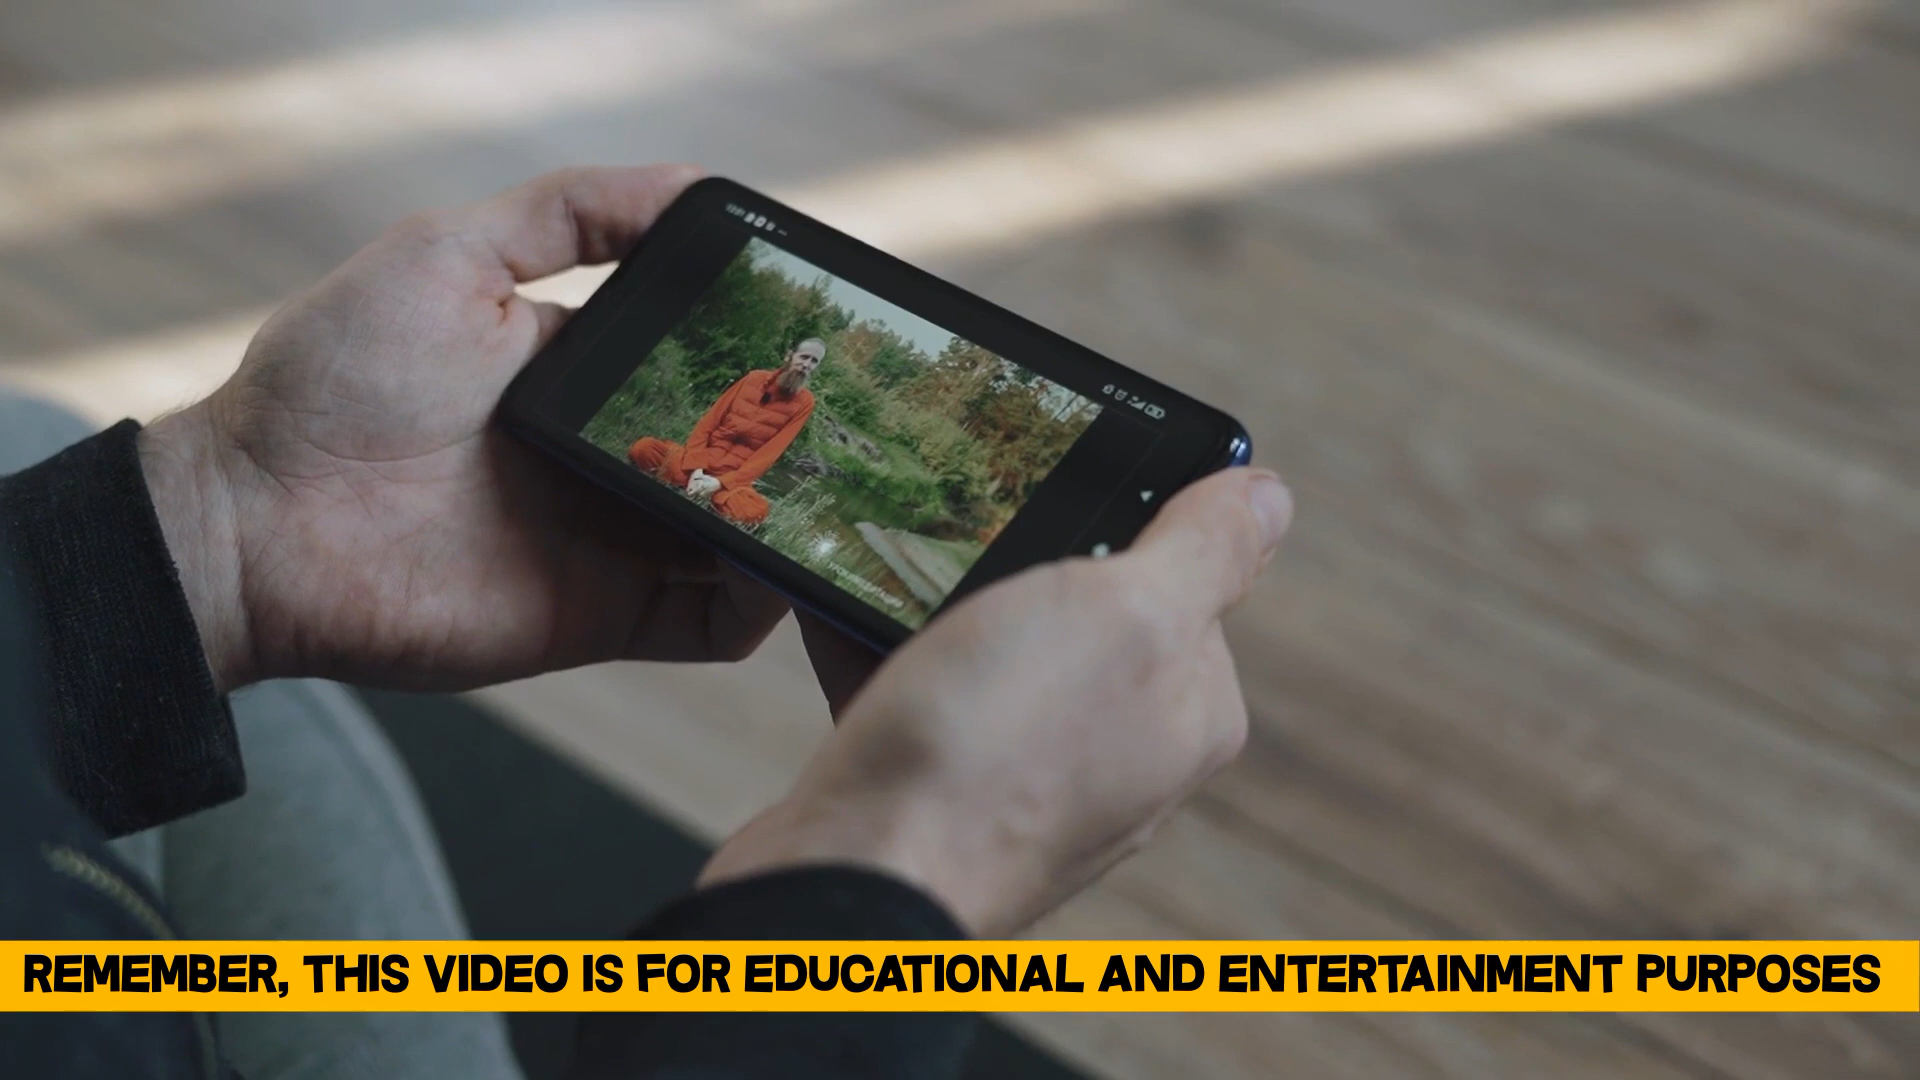 REMEMBER, THIS VIDEO IS FOR EDUCATIONAL AND ENTERTAINMENT PURPOSES